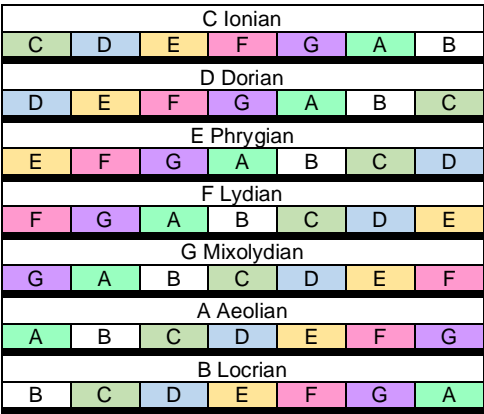 C Ionian
C D E F G A B
D Dorian
D E F G A B C
E Phrygian
E F G A B C D
F Lydian
F G A B C D E
G Mixolydian
G A B C D E F
A Aeolian
A B C D E F G
B Locrian
B C D E F G A